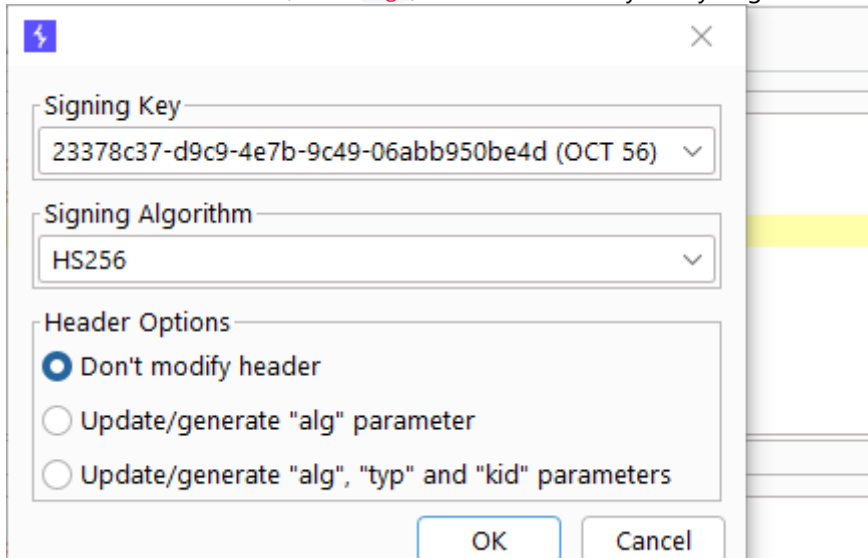 Signing Key
23378c37-d9c9-4e7b-9c49-06abb950be4d (OCT 56)
Signing Algorithm
HS256
Header Options
Don't modify header
Update/generate "alg" parameter
Update/generate "alg", "typ" and "kid" parameters
OK Cancel